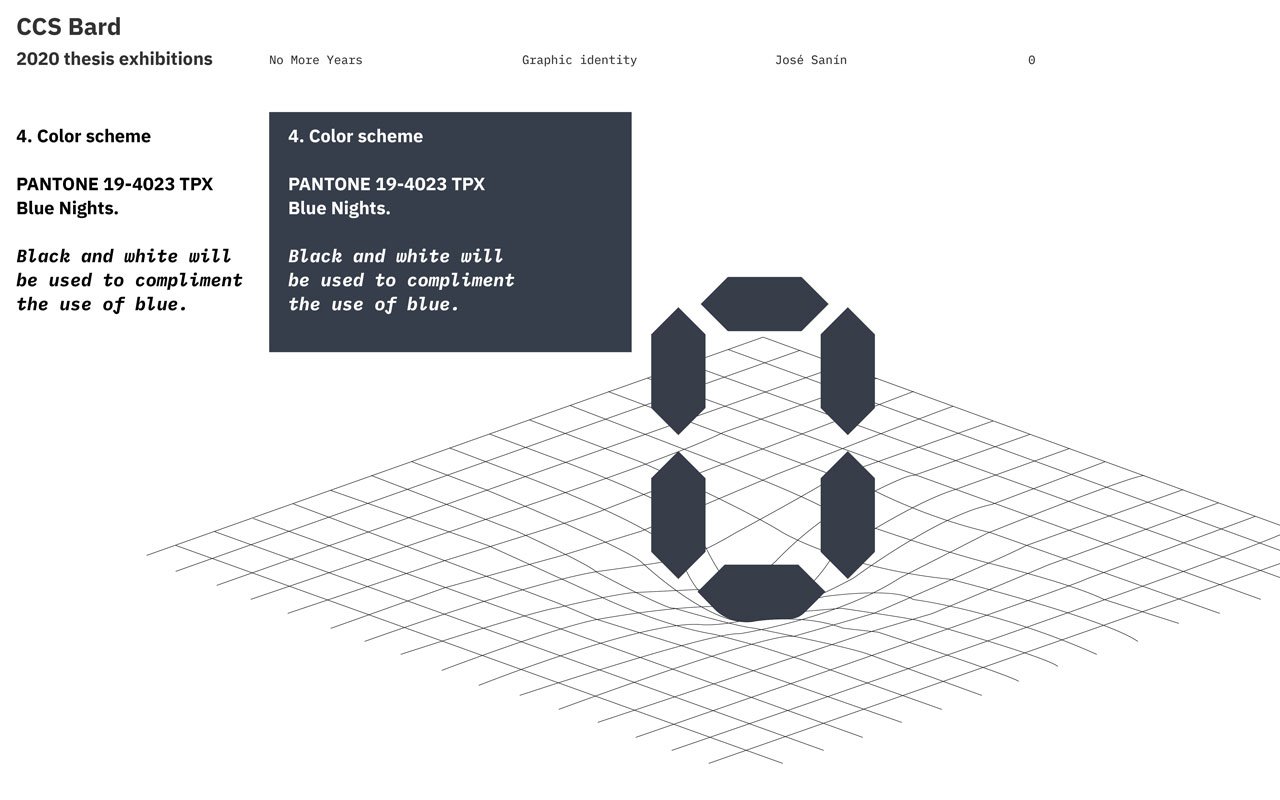 CCS Bard
2020 thesis exhibitions
No More Years
Graphic identity
José Sanín
0
4. Color scheme
PANTONE 19-4023 TPX
Blue Nights.
Black and white will
be used to compliment
the use of blue.
4. Color scheme
PANTONE 19-4023 TPX
Blue Nights.
Black and white will
be used to compliment
the use of blue.
0